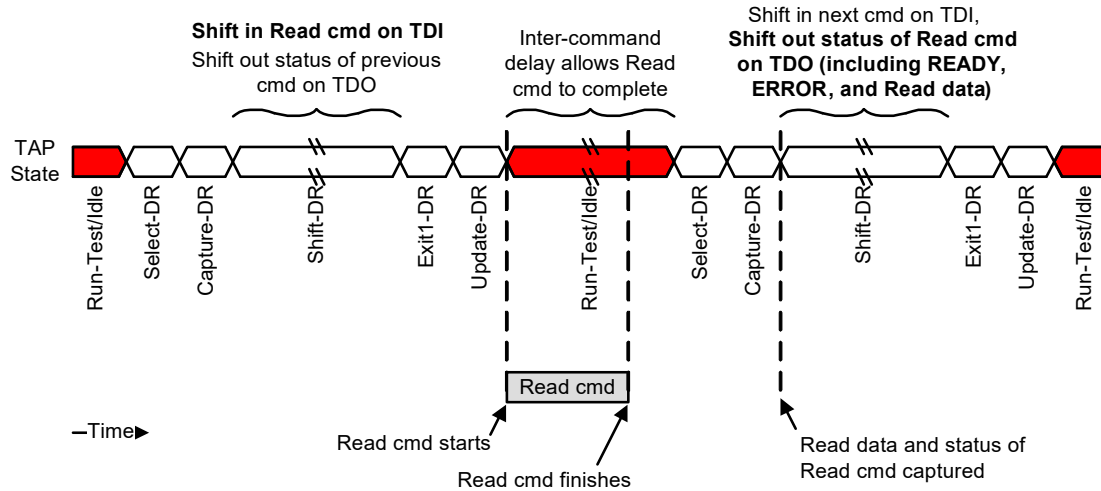 Shift in Read cmd on TDI
Shift out status of previous
cmd on TDO
Inter-command
delay allows Read
cmd to complete
Shift in next cmd on TDI,
Shift out status of Read cmd
on TDO (including READY,
ERROR, and Read data)
TAP
State
Run-Test/Idle
Select-DR
Capture-DR
Shift-DR
Exit1-DR
Update-DR
Run-Test/Idle
Select-DR
Capture-DR
Shift-DR
Exit1-DR
Update-DR
Run-Test/Idle
Read cmd
Time
Read cmd starts
Read cmd finishes
Read data and status of
Read cmd captured